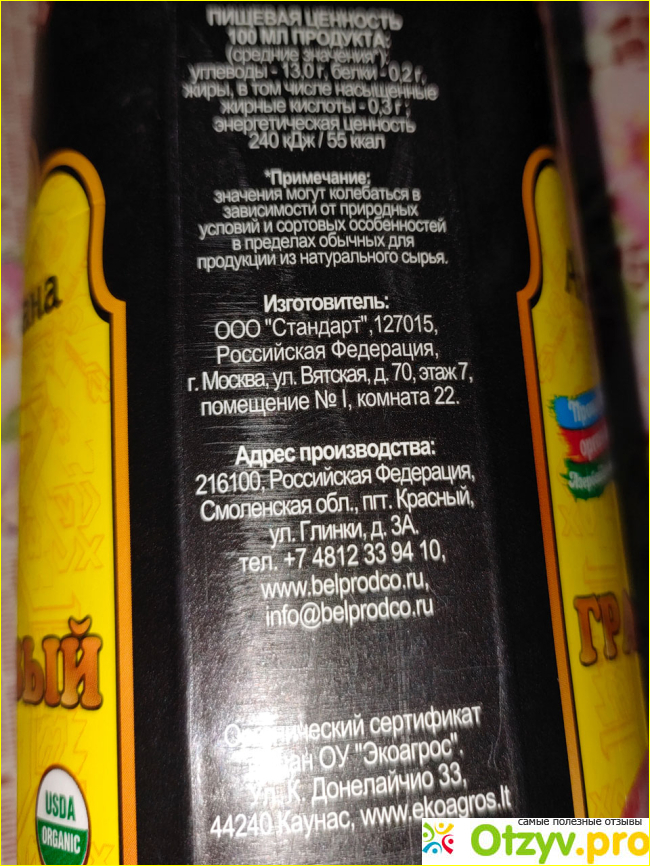 ПИЩЕВАЯ ЦЕННОСТЬ
100 МЛ ПРОДУКТА:
(средние значения*):
углеводы - 13,0 г, белки - 0,2 г,
жиры, в том числе насыщенные
жирные кислоты - 0,3 г;
энергетическая ценность
240 кДж / 55 ккал
*Примечание:
значения могут колебаться в
зависимости от природных
условий и сортовых особенностей
в пределах обычных для
продукции из натурального сырья.
Изготовитель:
ООО "Стандарт",127015,
Российская Федерация,
г. Москва, ул. Вятская, д. 70, этаж 7,
помещение № I, комната 22.
Адрес производства:
216100, Российская Федерация,
Смоленская обл., пгт. Красный,
ул. Глинки, д. 3А.
тел. +7 4812 33 94 10,
www.belprodco.ru,
info@belprodco.ru
сертификат
ОУ "Экоагрос".
ул. К. Донелайчио 33,
44240 Каунас, www.ekoagros.lt
USDA
ORGANIC
самые полезные отзывы
Otzyv.pro